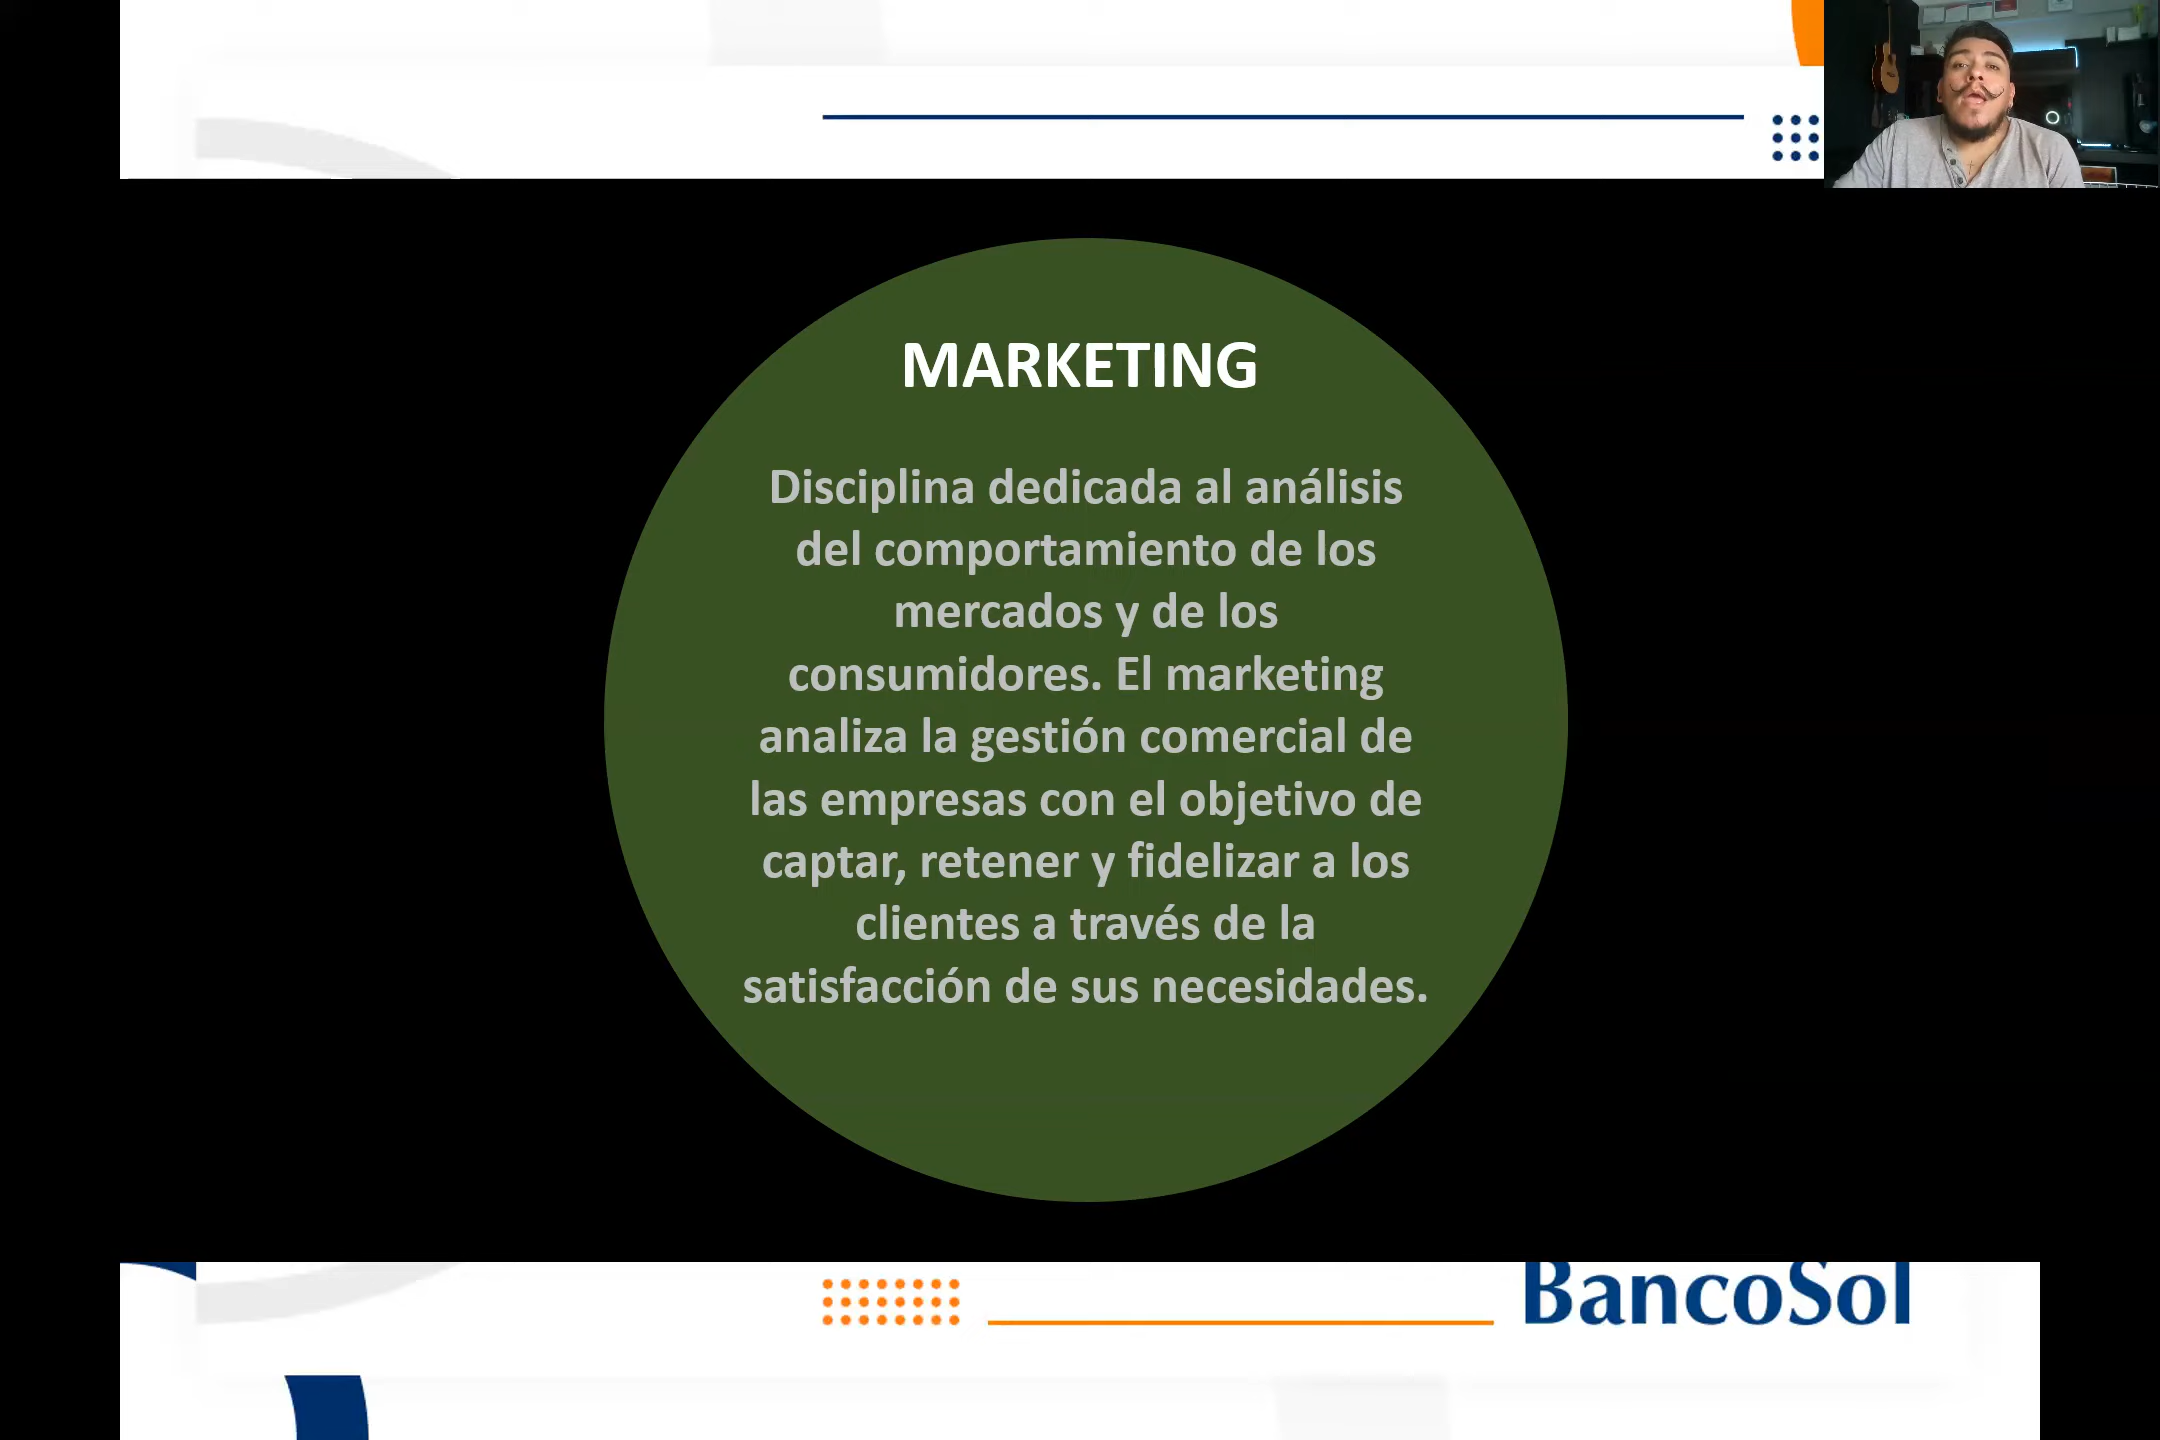 MARKETING
Disciplina dedicada al análisis
del comportamiento de los
mercados y de los
consumidores. El marketing
analiza la gestión comercial de
las empresas con el objetivo de
captar, retener y fidelizar a los
clientes a través de la
satisfacción de sus necesidades.
BancoSol